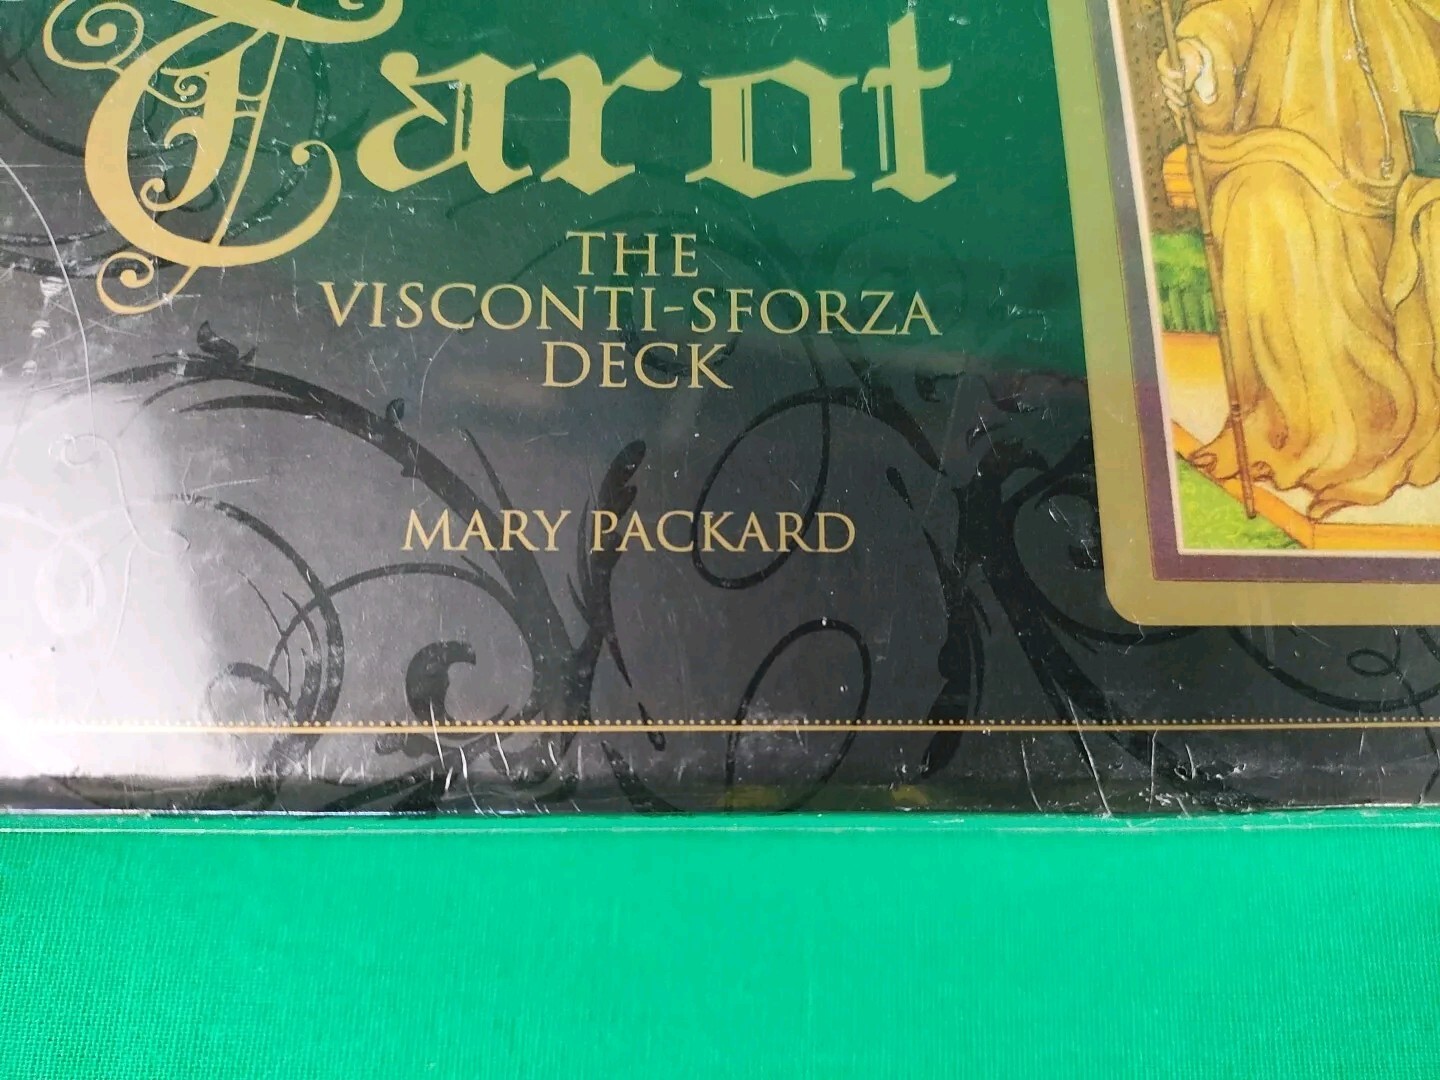 Tarot
THE
VISCONTI-SFORZA
DECK
MARY PACKARD